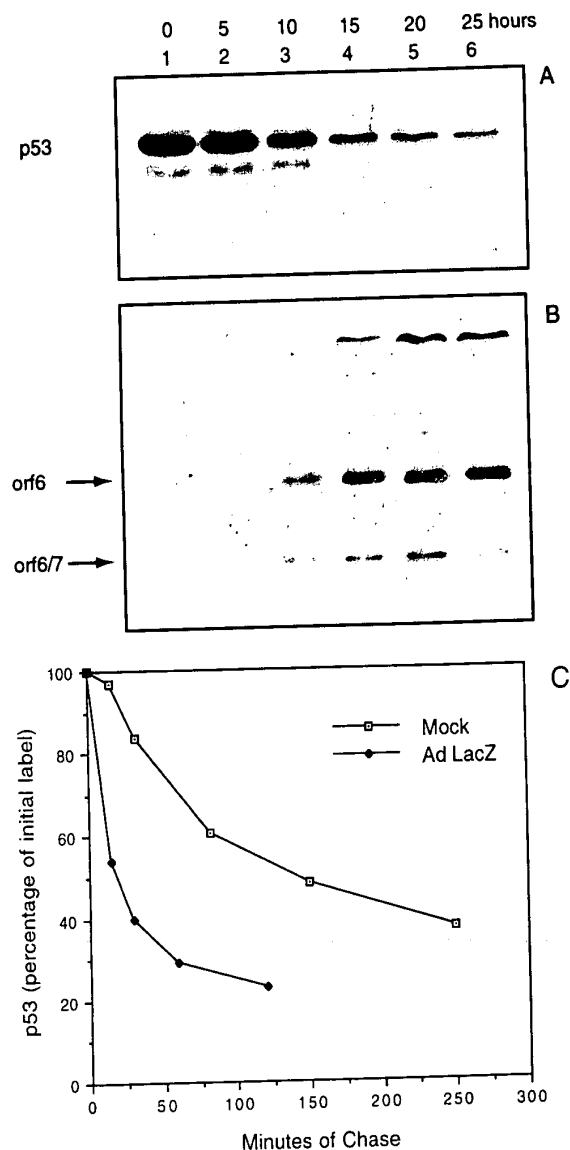 0 5 10 15 20 25 hours
1 2 3 4 5 6
A
p53
B
orf6
orf6/7
C
100
80
60
40
20
0
Mock
Ad LacZ
p53 (percentage of initial label)
0 50 100 150 200 250 300
Minutes of Chase